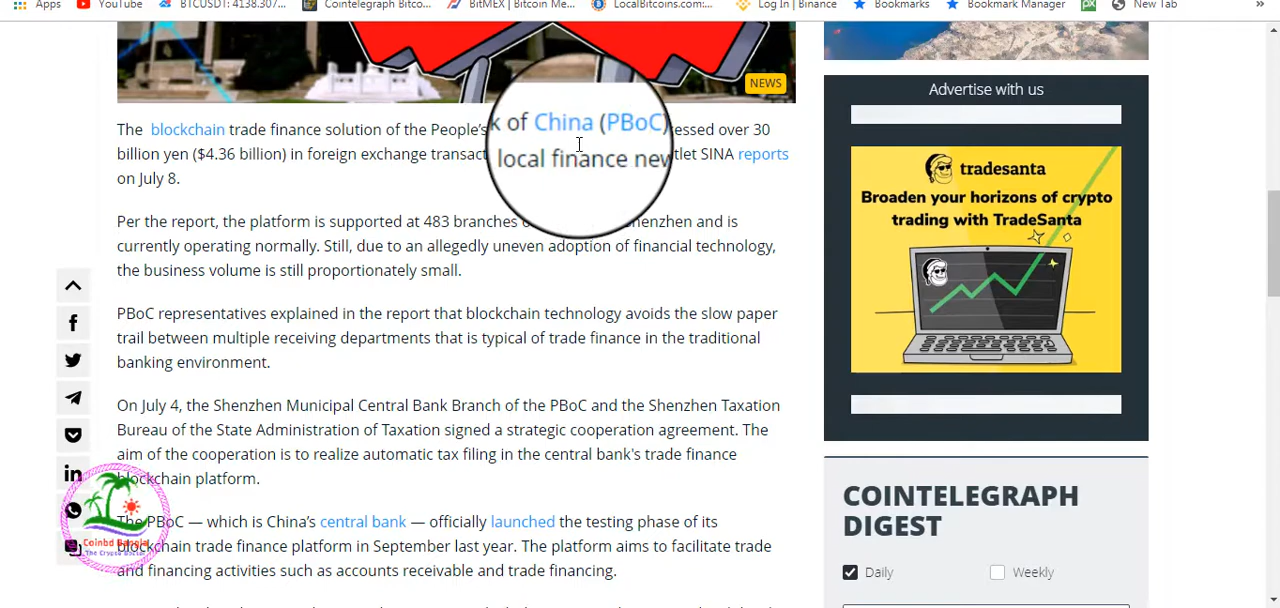 Apps
YouTube
BTCUSDT: 4138.307...
Cointelegraph Bitco...
BitMEX | Bitcoin Me...
LocalBitcoins.com:...
Log In | Binance
Bookmarks
Bookmark Manager
px
New Tab
»
NEWS
The blockchain trade finance solution of the People's k of China (PBoC) essed over 30
billion yen ($4.36 billion) in foreign exchange transact local finance new tlet SINA reports
on July 8.
Per the report, the platform is supported at 483 branches henzhen and is
currently operating normally. Still, due to an allegedly uneven adoption of financial technology,
the business volume is still proportionately small.
PBoC representatives explained in the report that blockchain technology avoids the slow paper
trail between multiple receiving departments that is typical of trade finance in the traditional
banking environment.
On July 4, the Shenzhen Municipal Central Bank Branch of the PBoC and the Shenzhen Taxation
Bureau of the State Administration of Taxation signed a strategic cooperation agreement. The
aim of the cooperation is to realize automatic tax filing in the central bank's trade finance
blockchain platform.
The PBoC — which is China's central bank — officially launched the testing phase of its
blockchain trade finance platform in September last year. The platform aims to facilitate trade
and financing activities such as accounts receivable and trade financing.
in
Coinbd Bangla
The Crypto
Advertise with us
tradesanta
Broaden your horizons of crypto
trading with TradeSanta
COINTELEGRAPH
DIGEST
Daily
Weekly